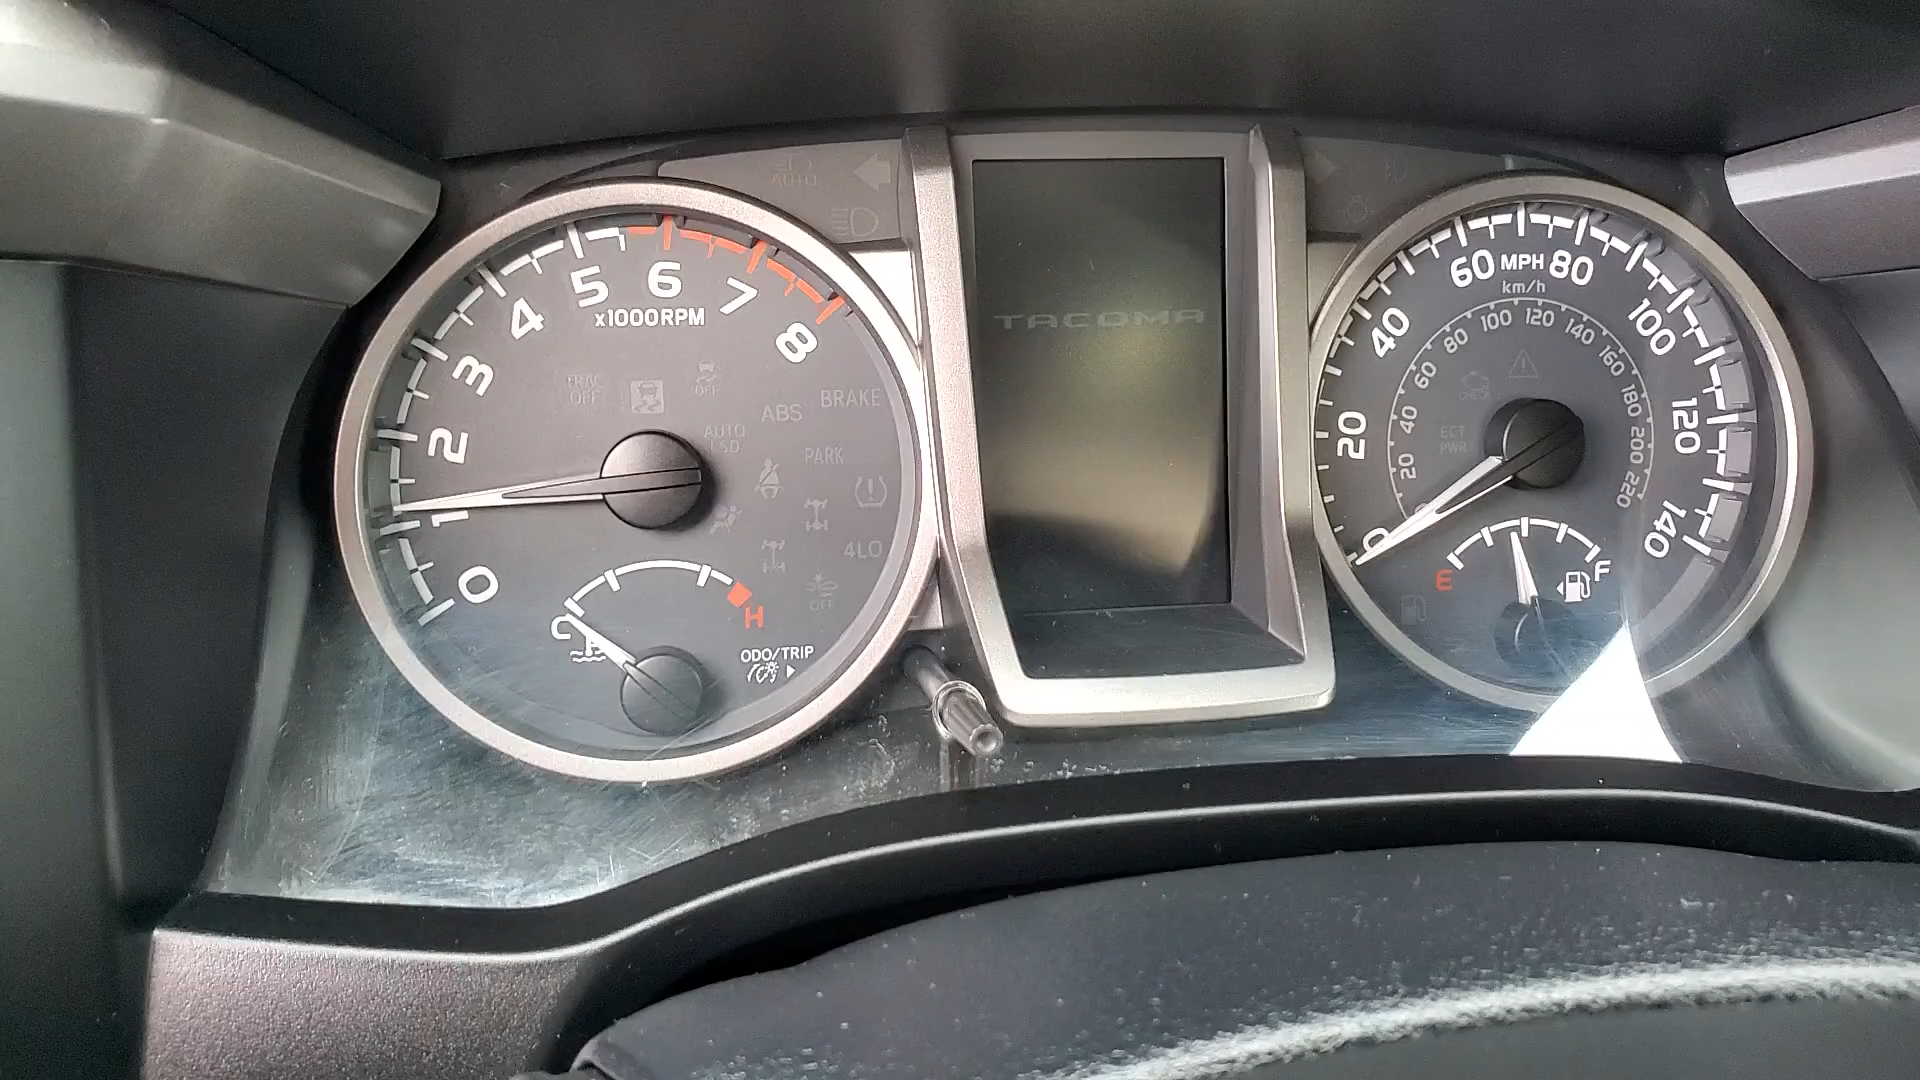 AUTO
0
1
2
3
4
5
6
7
8
x1000RPM
TRAC
OFF
OFF
ABS
BRAKE
AUTO
LSD
PARK
4LO
OFF
H
ODO/TRIP
TACOMA
0
20
40
60
MPH
80
100
120
140
km/h
0
20
40
60
80
100
120
140
160
180
200
220
CHECK
ECT
PWR
E
F